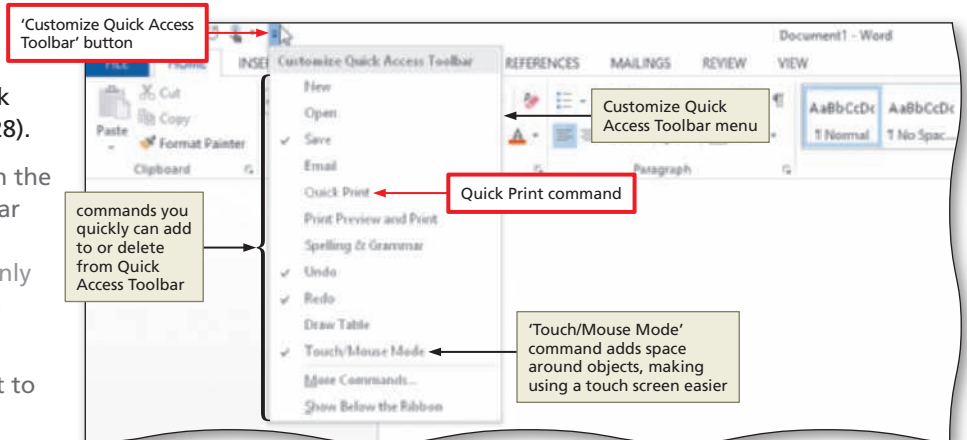 'Customize Quick Access
Toolbar' button
Document1 - Word
FILE HOME INSE REFERENCES MAILINGS REVIEW VIEW
Customize Quick Access Toolbar
New
Open
Save
Email
Quick Print
Print Preview and Print
Spelling & Grammar
Undo
Redo
Draw Table
Touch/Mouse Mode
More Commands...
Show Below the Ribbon
Cut
Copy
Format Painter
Paste
Clipboard
Paragraph
AaBbCcDc AaBbCcDc
¶ Normal ¶ No Spac...
Customize Quick
Access Toolbar menu
Quick Print command
commands you
quickly can add
to or delete
from Quick
Access Toolbar
'Touch/Mouse Mode'
command adds space
around objects, making
using a touch screen easier
k
28).
n the
ar
nly
t to